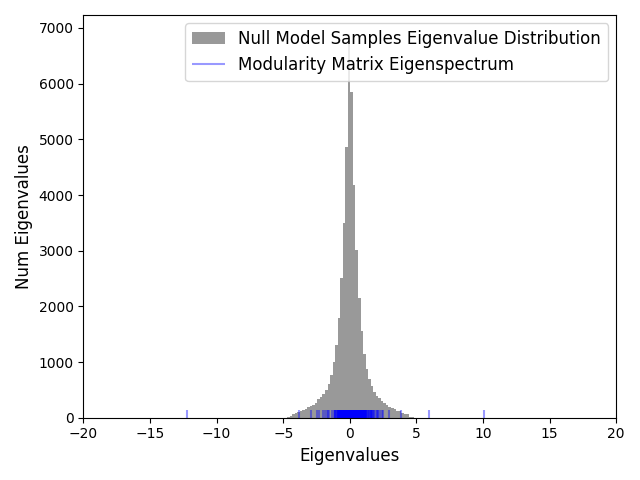 Null Model Samples Eigenvalue Distribution
Modularity Matrix Eigenspectrum
7000
6000
5000
4000
3000
2000
1000
0
Num Eigenvalues
−20 −15 −10 −5 0 5 10 15 20
Eigenvalues